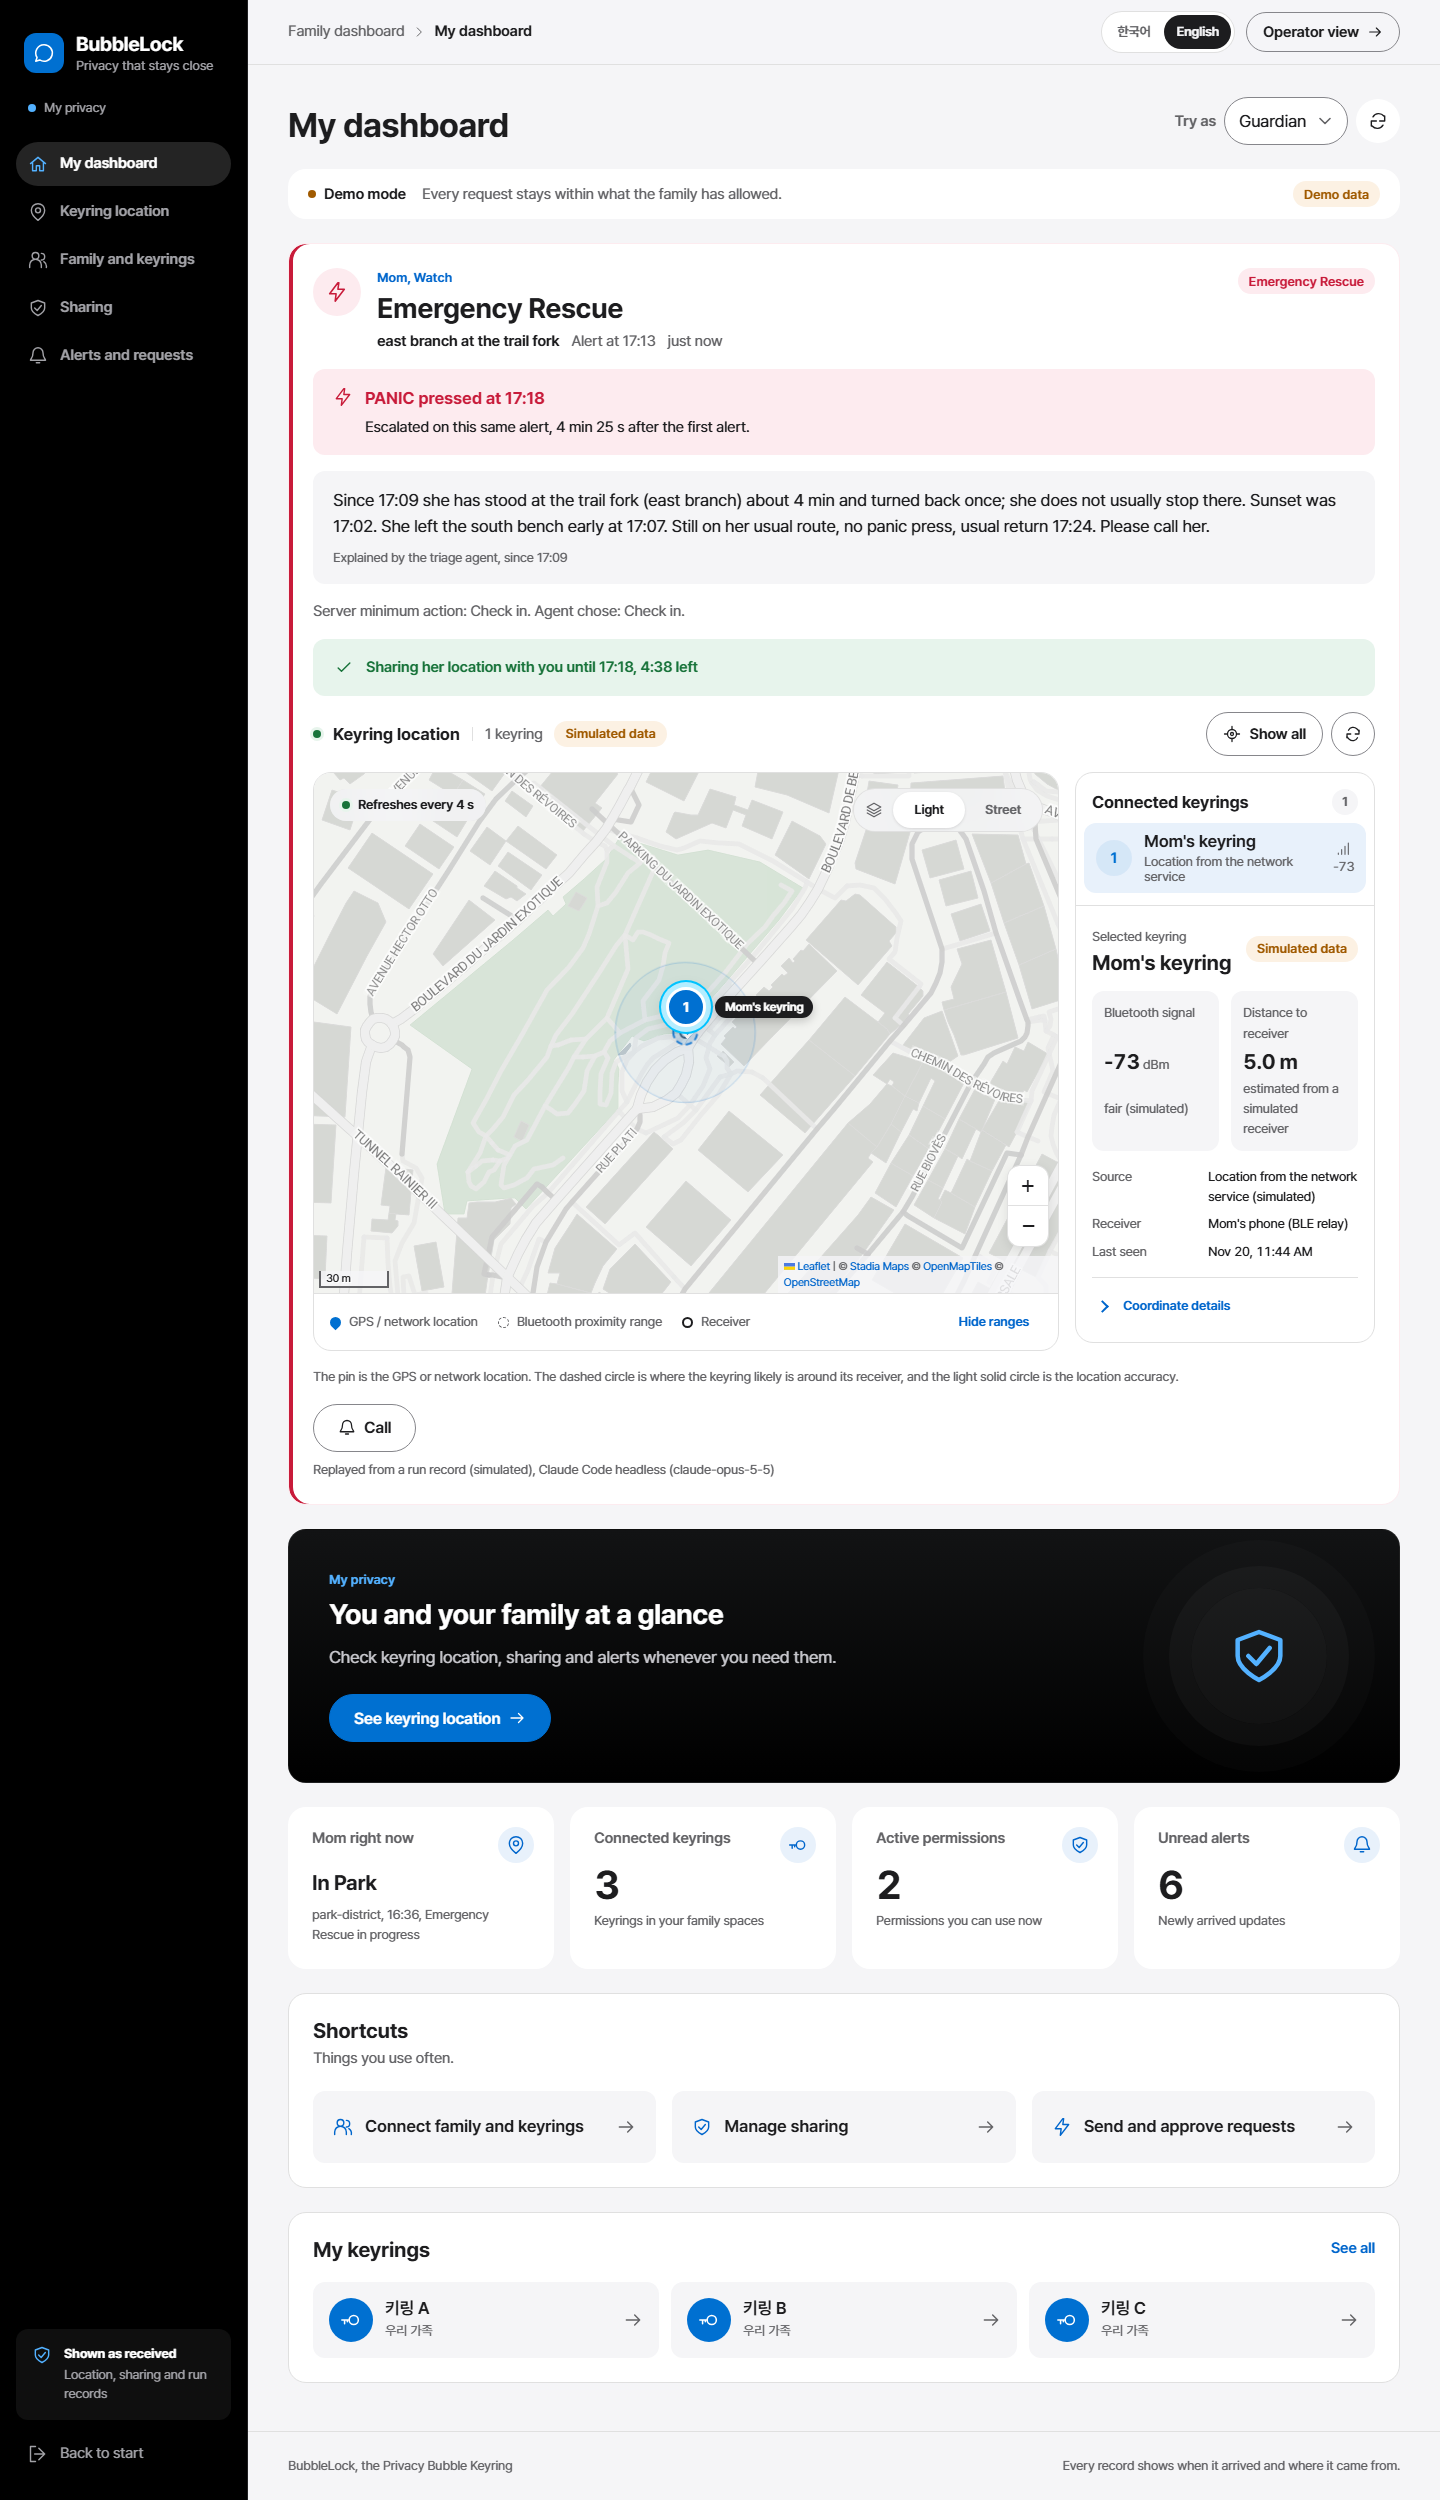 BubbleLock
Privacy that stays close
My privacy
My dashboard
Keyring location
Family and keyrings
Sharing
Alerts and requests
Shown as received
Location, sharing and run
records
Back to start
Family dashboard
My dashboard
한국어
English
Operator view
My dashboard
Try as
Guardian
Demo mode
Every request stays within what the family has allowed.
Demo data
Mom, Watch
Emergency Rescue
Emergency Rescue
east branch at the trail fork
Alert at 17:13
just now
PANIC pressed at 17:18
Escalated on this same alert, 4 min 25 s after the first alert.
Since 17:09 she has stood at the trail fork (east branch) about 4 min and turned back once; she does not usually stop there. Sunset was
17:02. She left the south bench early at 17:07. Still on her usual route, no panic press, usual return 17:24. Please call her.
Explained by the triage agent, since 17:09
Server minimum action: Check in. Agent chose: Check in.
Sharing her location with you until 17:18, 4:38 left
Keyring location
1 keyring
Simulated data
Show all
Refreshes every 4 s
Light
Street
DES RÉVOIRES
PARKING DU JARDIN EXOTIQUE
BOULEVARD DE BE
AVENUE HECTOR OTTO
BOULEVARD DU JARDIN EXOTIQUE
1
Mom's keyring
CHEMIN DES RÉVOIRES
TUNNEL RAINIER III
RUE PLATI
RUE BIOVÈS
+
−
30 m
Leaflet | © Stadia Maps © OpenMapTiles ©
OpenStreetMap
GPS / network location
Bluetooth proximity range
Receiver
Hide ranges
Connected keyrings
1
1
Mom's keyring
Location from the network
service
-73
Selected keyring
Mom's keyring
Simulated data
Bluetooth signal
-73 dBm
fair (simulated)
Distance to
receiver
5.0 m
estimated from a
simulated
receiver
Source
Location from the network
service (simulated)
Receiver
Mom's phone (BLE relay)
Last seen
Nov 20, 11:44 AM
Coordinate details
The pin is the GPS or network location. The dashed circle is where the keyring likely is around its receiver, and the light solid circle is the location accuracy.
Call
Replayed from a run record (simulated), Claude Code headless (claude-opus-5-5)
My privacy
You and your family at a glance
Check keyring location, sharing and alerts whenever you need them.
See keyring location
Mom right now
In Park
park-district, 16:36, Emergency
Rescue in progress
Connected keyrings
3
Keyrings in your family spaces
Active permissions
2
Permissions you can use now
Unread alerts
6
Newly arrived updates
Shortcuts
Things you use often.
Connect family and keyrings
Manage sharing
Send and approve requests
My keyrings
See all
키링 A
우리 가족
키링 B
우리 가족
키링 C
우리 가족
BubbleLock, the Privacy Bubble Keyring
Every record shows when it arrived and where it came from.